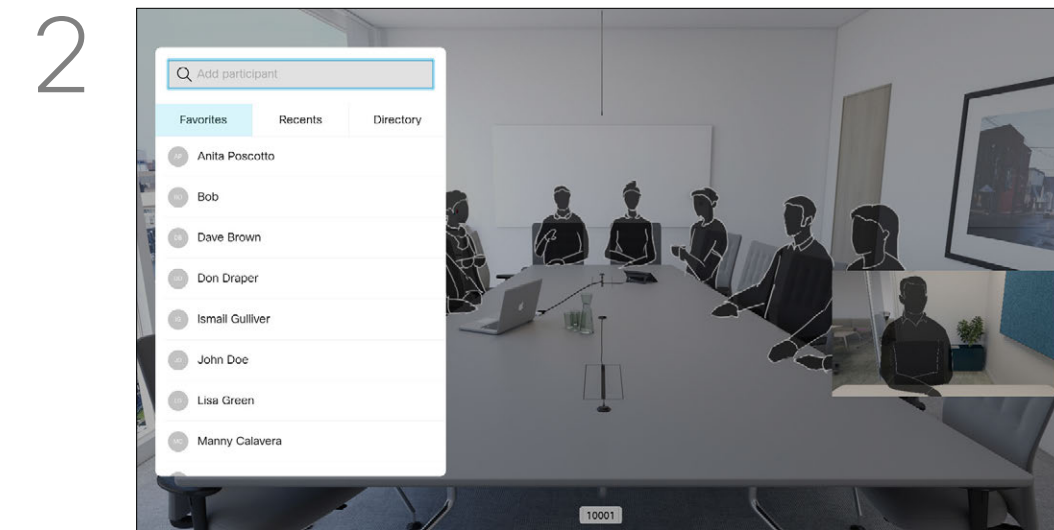 2
Add participant
Favorites Recents Directory
Anita Poscotto
Bob
Dave Brown
Don Draper
Ismail Gulliver
John Doe
Lisa Green
Manny Calavera
10001